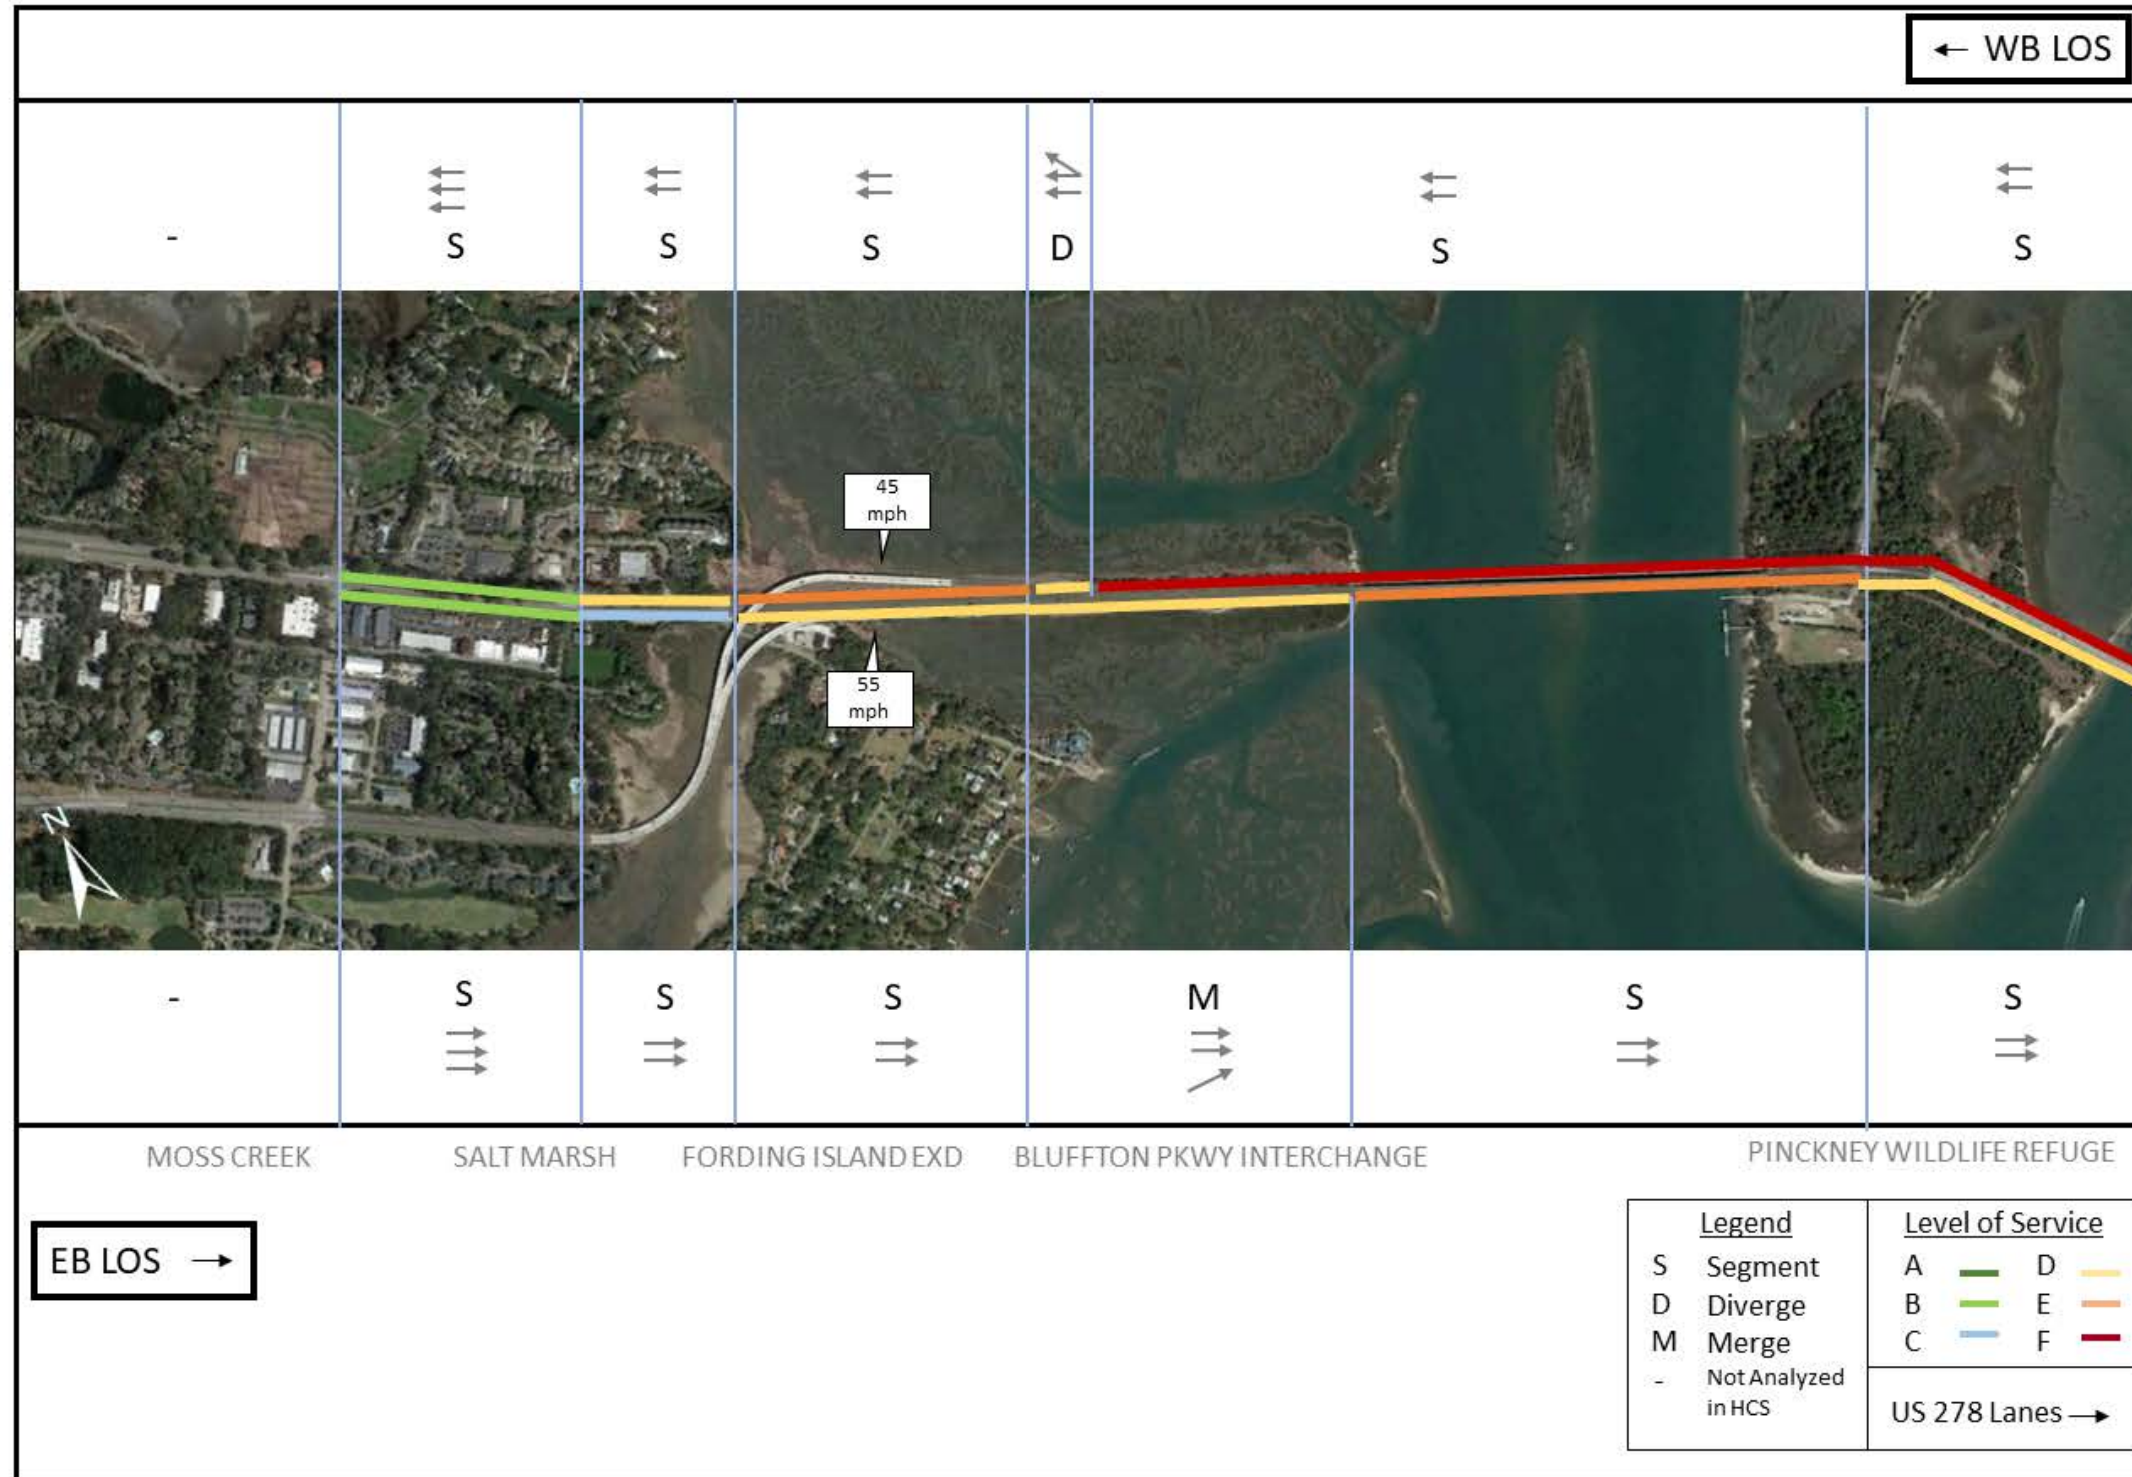 ← WB LOS
- S S S D S S
45
mph
55
mph
N
- S S S M S S
MOSS CREEK SALT MARSH FORDING ISLAND EXD BLUFFTON PKWY INTERCHANGE PINCKNEY WILDLIFE REFUGE
EB LOS →
Legend
S Segment
D Diverge
M Merge
- Not Analyzed
in HCS
Level of Service
A D
B E
C F
US 278 Lanes →